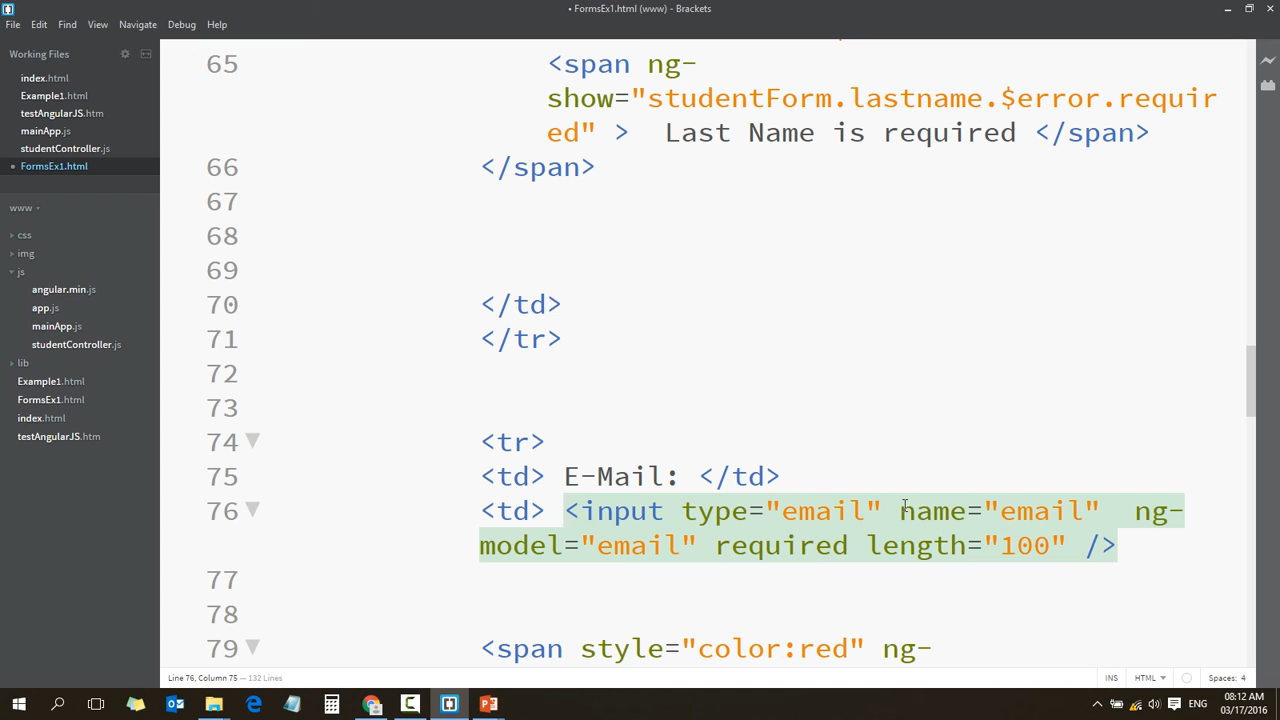 • FormsEx1.html (www) - Brackets
File Edit Find View Navigate Debug Help
Working Files
index.html
Example1.html
testAngularJS.htm
mainApp.js
studentController.js
• FormsEx1.html
www
css
img
js
angular.min.js
app.js
mainApp.js
studentController.js
lib
Example1.html
FormsEx1.html
index.html
testAngularJS.htm
65 <span ng-
show="studentForm.lastname.$error.requir
ed" > Last Name is required </span>
66 </span>
67
68
69
70 </td>
71 </tr>
72
73
74 <tr>
75 <td> E-Mail: </td>
76 <td> <input type="email" name="email" ng-
model="email" required length="100" />
77
78
79 <span style="color:red" ng-
Line 76, Column 75 — 132 Lines
INS HTML Spaces: 4
ENG
08:12 AM
03/17/2016